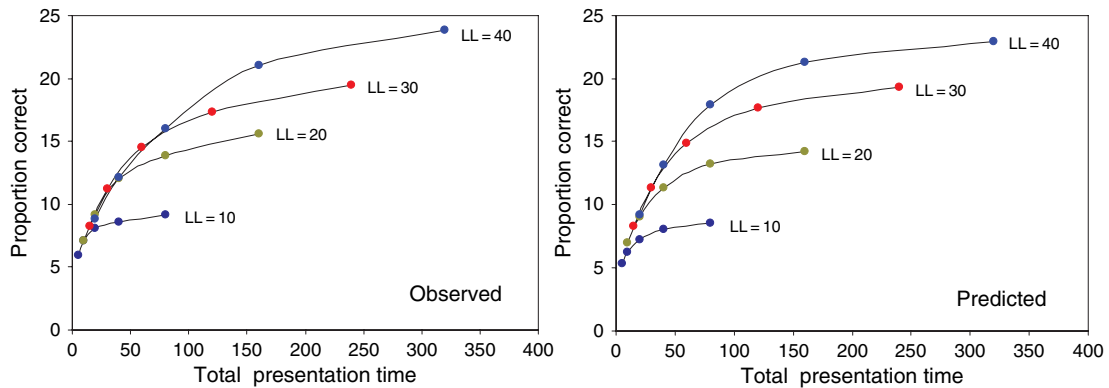 Proportion correct
25
20
15
10
5
0
LL = 40
LL = 30
LL = 20
LL = 10
Observed
0 50 100 150 200 250 300 350 400
Total presentation time
Proportion correct
25
20
15
10
5
0
LL = 40
LL = 30
LL = 20
LL = 10
Predicted
0 50 100 150 200 250 300 350 400
Total presentation time